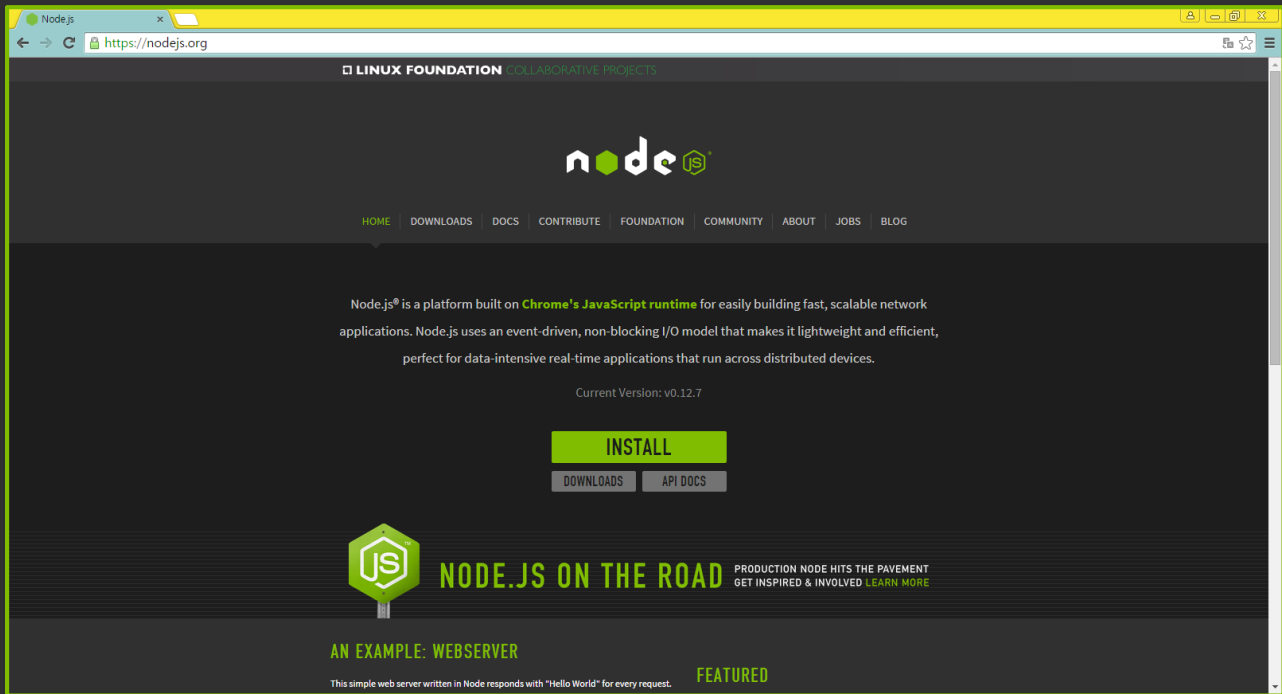 Node.js
https://nodejs.org
LINUX FOUNDATION COLLABORATIVE PROJECTS
node JS
HOME DOWNLOADS DOCS CONTRIBUTE FOUNDATION COMMUNITY ABOUT JOBS BLOG
Node.js® is a platform built on Chrome's JavaScript runtime for easily building fast, scalable network
applications. Node.js uses an event-driven, non-blocking I/O model that makes it lightweight and efficient,
perfect for data-intensive real-time applications that run across distributed devices.
Current Version: v0.12.7
INSTALL
DOWNLOADS API DOCS
JS™
NODE.JS ON THE ROAD
PRODUCTION NODE HITS THE PAVEMENT
GET INSPIRED & INVOLVED LEARN MORE
AN EXAMPLE: WEBSERVER
This simple web server written in Node responds with "Hello World" for every request.
FEATURED